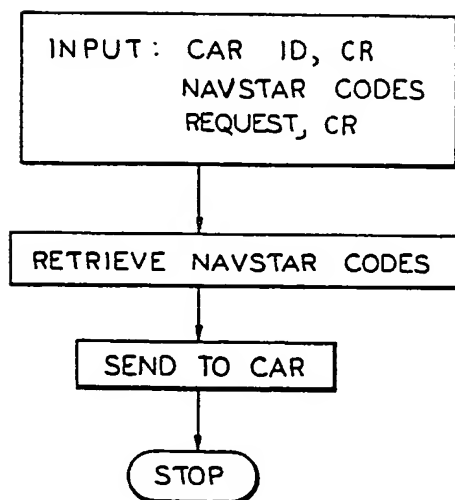 INPUT: CAR ID, CR
NAVSTAR CODES
REQUEST, CR
RETRIEVE NAVSTAR CODES
SEND TO CAR
STOP